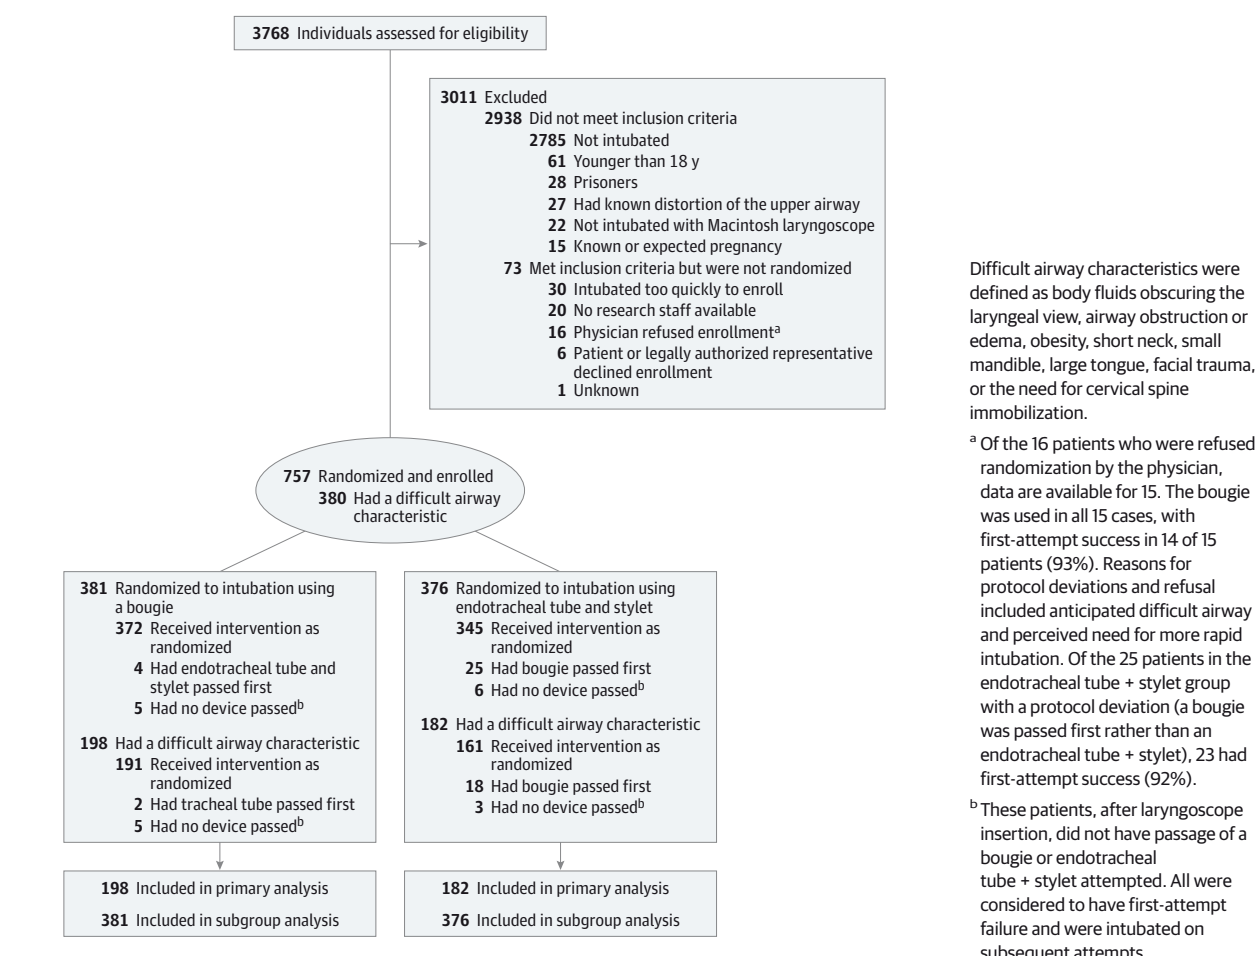 3768 Individuals assessed for eligibility
3011 Excluded
2938 Did not meet inclusion criteria
2785 Not intubated
61 Younger than 18 y
28 Prisoners
27 Had known distortion of the upper airway
22 Not intubated with Macintosh laryngoscope
15 Known or expected pregnancy
73 Met inclusion criteria but were not randomized
30 Intubated too quickly to enroll
20 No research staff available
16 Physician refused enrollmentᵃ
6 Patient or legally authorized representative
declined enrollment
1 Unknown
757 Randomized and enrolled
380 Had a difficult airway
characteristic
381 Randomized to intubation using
a bougie
372 Received intervention as
randomized
4 Had endotracheal tube and
stylet passed first
5 Had no device passedᵇ
198 Had a difficult airway characteristic
191 Received intervention as
randomized
2 Had tracheal tube passed first
5 Had no device passedᵇ
376 Randomized to intubation using
endotracheal tube and stylet
345 Received intervention as
randomized
25 Had bougie passed first
6 Had no device passedᵇ
182 Had a difficult airway characteristic
161 Received intervention as
randomized
18 Had bougie passed first
3 Had no device passedᵇ
198 Included in primary analysis
381 Included in subgroup analysis
182 Included in primary analysis
376 Included in subgroup analysis
Difficult airway characteristics were
defined as body fluids obscuring the
laryngeal view, airway obstruction or
edema, obesity, short neck, small
mandible, large tongue, facial trauma,
or the need for cervical spine
immobilization.
ᵃ Of the 16 patients who were refused
randomization by the physician,
data are available for 15. The bougie
was used in all 15 cases, with
first-attempt success in 14 of 15
patients (93%). Reasons for
protocol deviations and refusal
included anticipated difficult airway
and perceived need for more rapid
intubation. Of the 25 patients in the
endotracheal tube + stylet group
with a protocol deviation (a bougie
was passed first rather than an
endotracheal tube + stylet), 23 had
first-attempt success (92%).
ᵇ These patients, after laryngoscope
insertion, did not have passage of a
bougie or endotracheal
tube + stylet attempted. All were
considered to have first-attempt
failure and were intubated on
subsequent attempts.